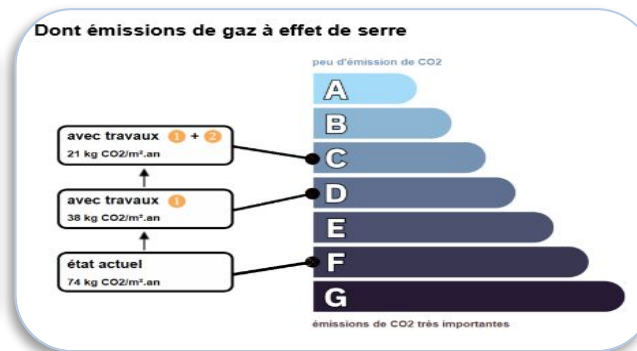 Dont émissions de gaz à effet de serre
peu d'émission de CO2
A
B
avec travaux 1 + 2
21 kg CO2/m².an
C
avec travaux 1
38 kg CO2/m².an
D
E
état actuel
74 kg CO2/m².an
F
G
émissions de CO2 très importantes